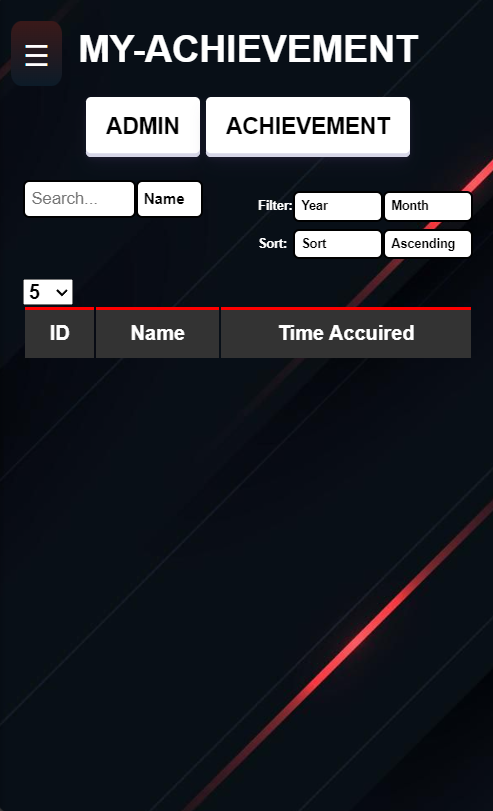 ☰ MY-ACHIEVEMENT
ADMIN ACHIEVEMENT
Search... Name
Filter: Year Month
Sort: Sort Ascending
5
ID Name Time Accuired